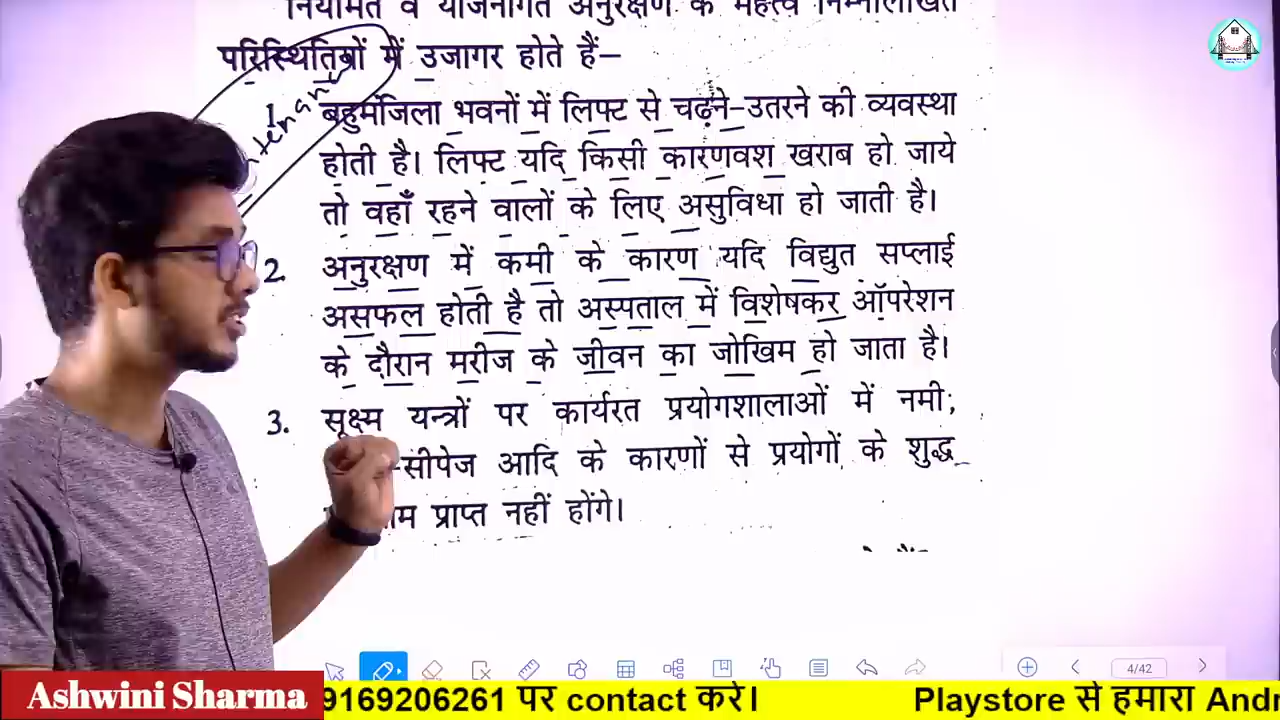 नियमित व योजनागत अनुरक्षण के महत्व निम्नलिखित
परिस्थितियों में उजागर होते हैं–
1. बहुमंजिला भवनों में लिफ्ट से चढ़ने-उतरने की व्यवस्था
होती है। लिफ्ट यदि किसी कारणवश खराब हो जाये
तो वहाँ रहने वालों के लिए असुविधा हो जाती है।
2. अनुरक्षण में कमी के कारण यदि विद्युत सप्लाई
असफल होती है तो अस्पताल में विशेषकर ऑपरेशन
के दौरान मरीज के जीवन का जोखिम हो जाता है।
3. सूक्ष्म यन्त्रों पर कार्यरत प्रयोगशालाओं में नमी;
-सीपेज आदि के कारणों से प्रयोगों के शुद्ध
प्राप्त नहीं होंगे।
4/42
Ashwini Sharma
9169206261 पर contact करे।
Playstore से हमारा Andr